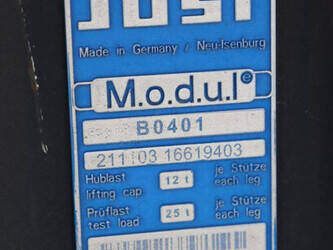 JOST
Made in Germany / Neu-Isenburg
M.o.d.u.l e
B0401
211 03 16619403
Hublast lifting cap. 12 t je Stütze each leg
Prüflast test load 25 t je Stütze each leg